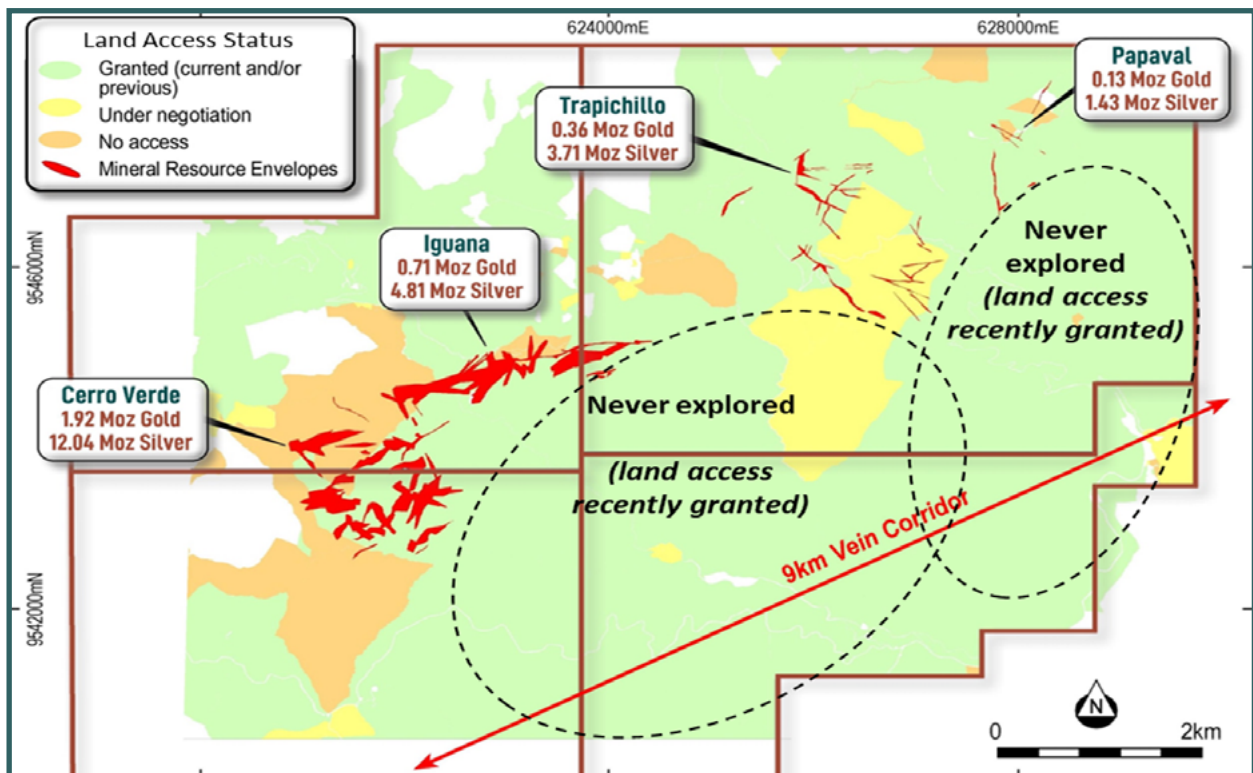 624000mE
628000mE
Land Access Status
Granted (current and/or
previous)
Under negotiation
No access
Mineral Resource Envelopes
Papaval
0.13 Moz Gold
1.43 Moz Silver
Trapichillo
0.36 Moz Gold
3.71 Moz Silver
Iguana
0.71 Moz Gold
4.81 Moz Silver
Never
explored
(land access
recently granted)
9546000mN
Cerro Verde
1.92 Moz Gold
12.04 Moz Silver
Never explored
(land access
recently granted)
9km Vein Corridor
9542000mN
N
0 2km